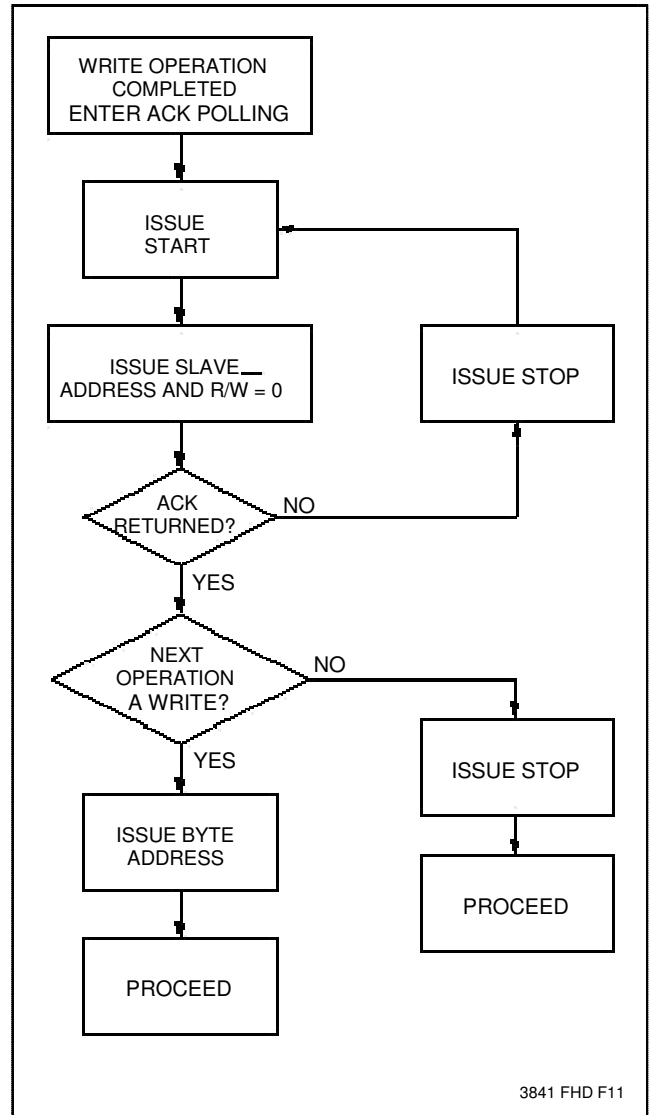 WRITE OPERATION
COMPLETED
ENTER ACK POLLING
ISSUE
START
ISSUE SLAVE
ADDRESS AND R/W = 0
ISSUE STOP
ACK
RETURNED?
NO
YES
NEXT
OPERATION
A WRITE?
NO
YES
ISSUE STOP
ISSUE BYTE
ADDRESS
PROCEED
PROCEED
3841 FHD F11